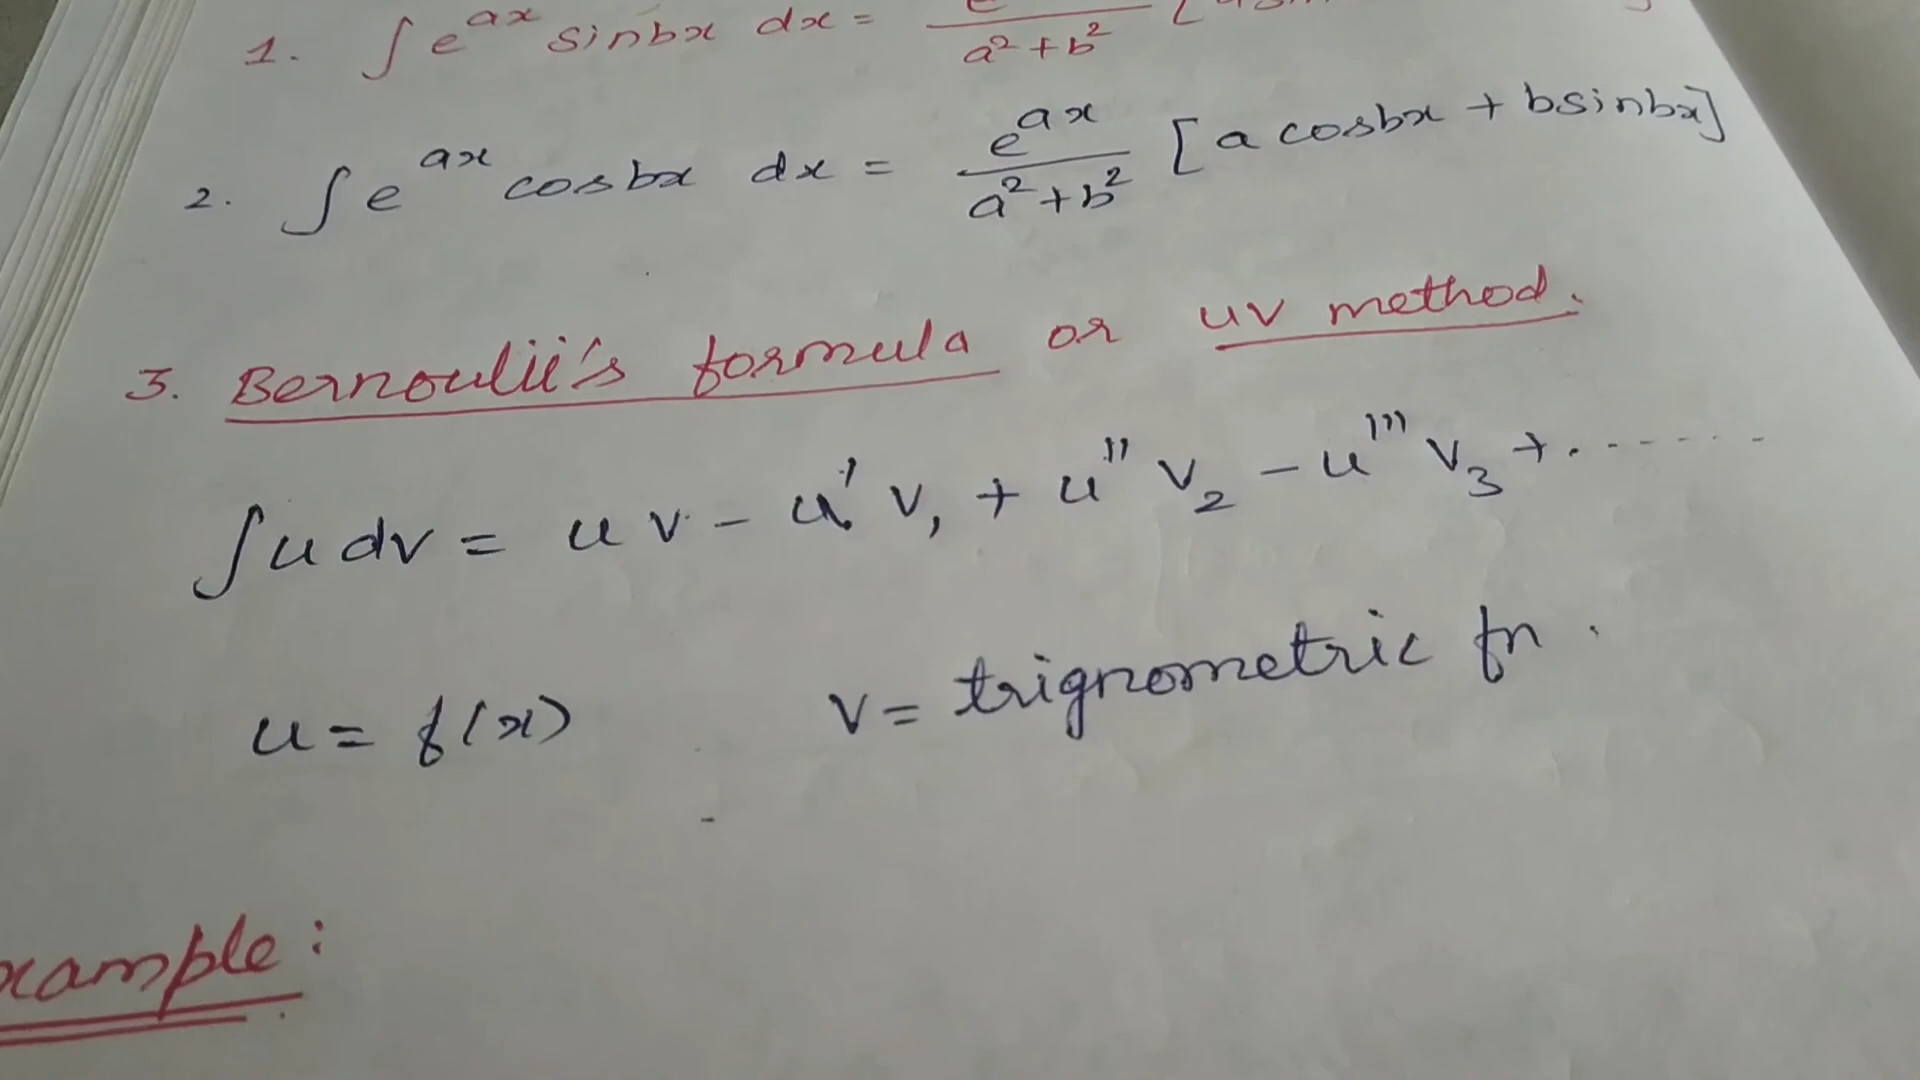 1. ∫ e^ax sinbx dx = / a² + b² [
2. ∫ e^ax cosbx dx = e^ax / a² + b² [a cosbx + bsinbx]
3. Bernoulii's formula or uv method.
∫u dv = uv - u' v₁ + u'' v₂ - u''' v₃ + .......
u = f(x) v = trignometric fn.
xample: